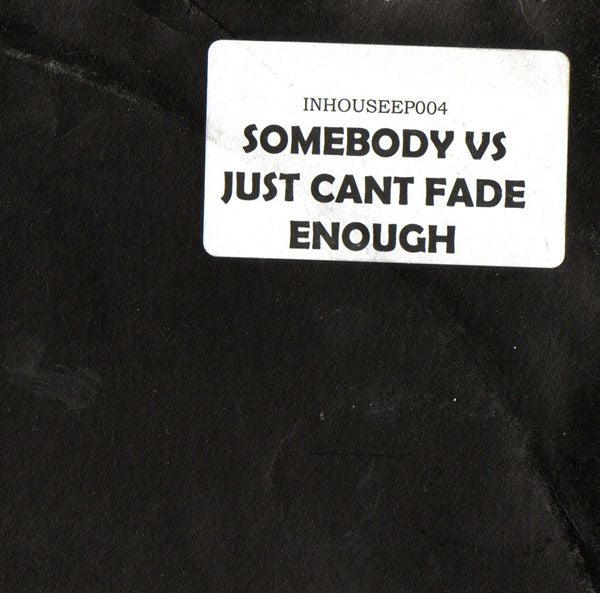 INHOUSEEP004
SOMEBODY VS
JUST CANT FADE
ENOUGH